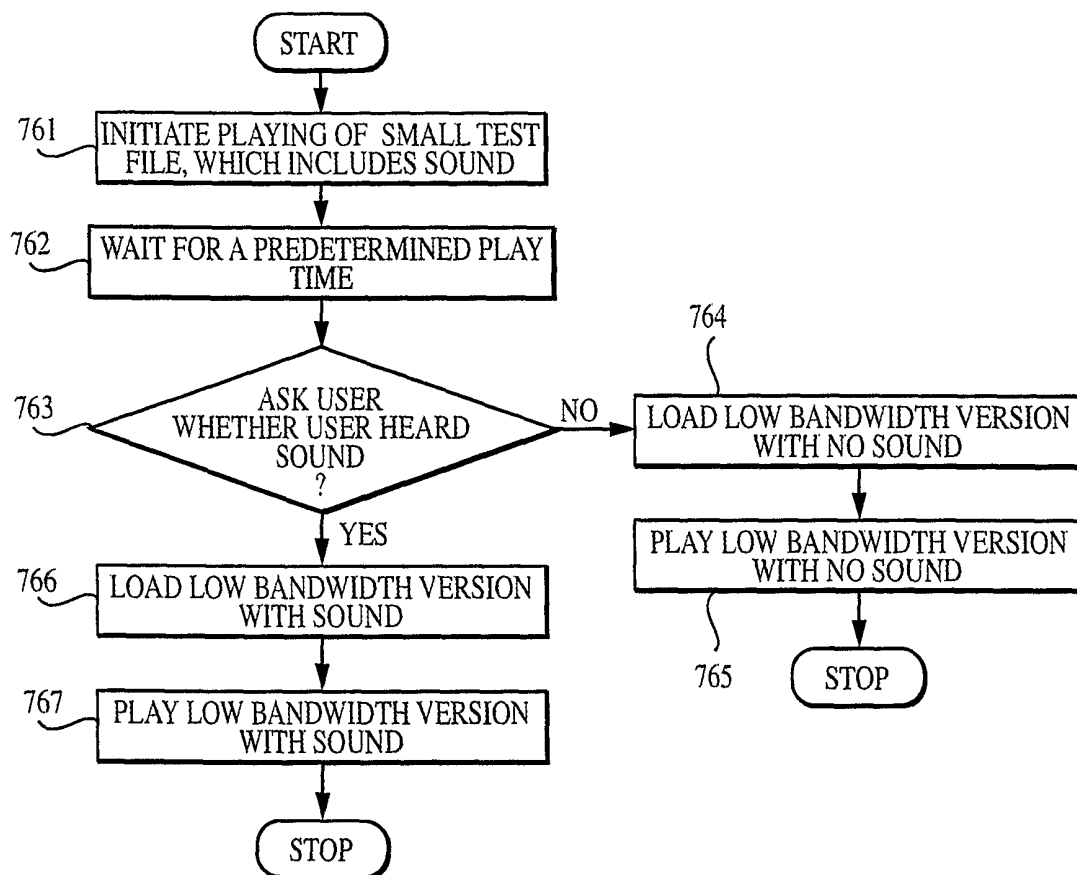 START
761
INITIATE PLAYING OF SMALL TEST
FILE, WHICH INCLUDES SOUND
762
WAIT FOR A PREDETERMINED PLAY
TIME
763
ASK USER
WHETHER USER HEARD
SOUND
?
NO
764
LOAD LOW BANDWIDTH VERSION
WITH NO SOUND
PLAY LOW BANDWIDTH VERSION
WITH NO SOUND
765
STOP
YES
766
LOAD LOW BANDWIDTH VERSION
WITH SOUND
767
PLAY LOW BANDWIDTH VERSION
WITH SOUND
STOP